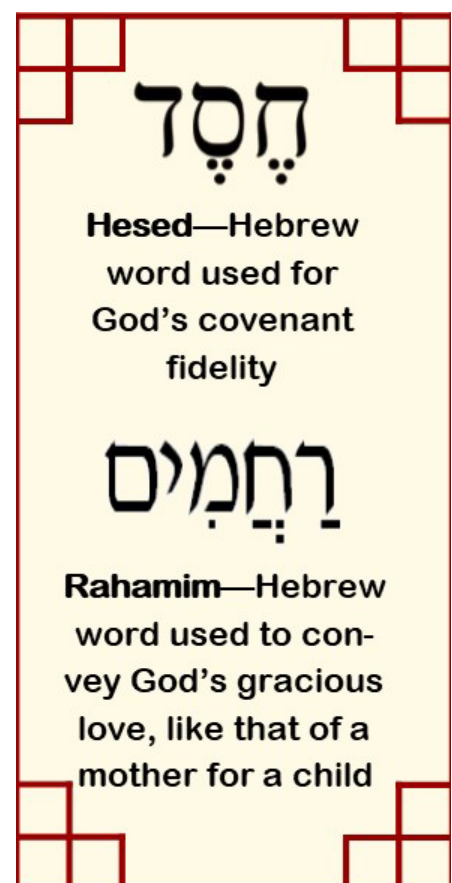 חֶסֶד
Hesed—Hebrew
word used for
God’s covenant
fidelity
רַחֲמִים
Rahamim—Hebrew
word used to con-
vey God’s gracious
love, like that of a
mother for a child